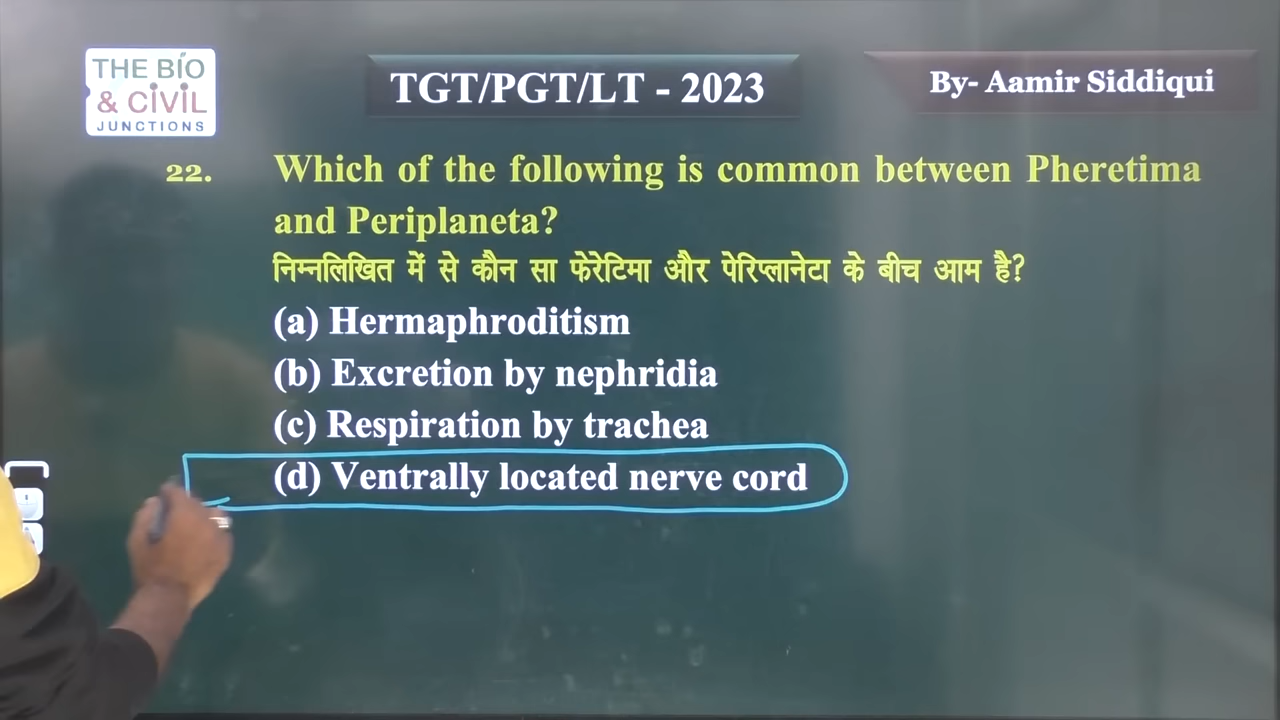 THE BIO
& CIVIL
JUNCTIONS
TGT/PGT/LT - 2023
By- Aamir Siddiqui
22. Which of the following is common between Pheretima
and Periplaneta?
निम्नलिखित में से कौन सा फेरेटिमा और पेरिप्लानेटा के बीच आम है?
(a) Hermaphroditism
(b) Excretion by nephridia
(c) Respiration by trachea
(d) Ventrally located nerve cord